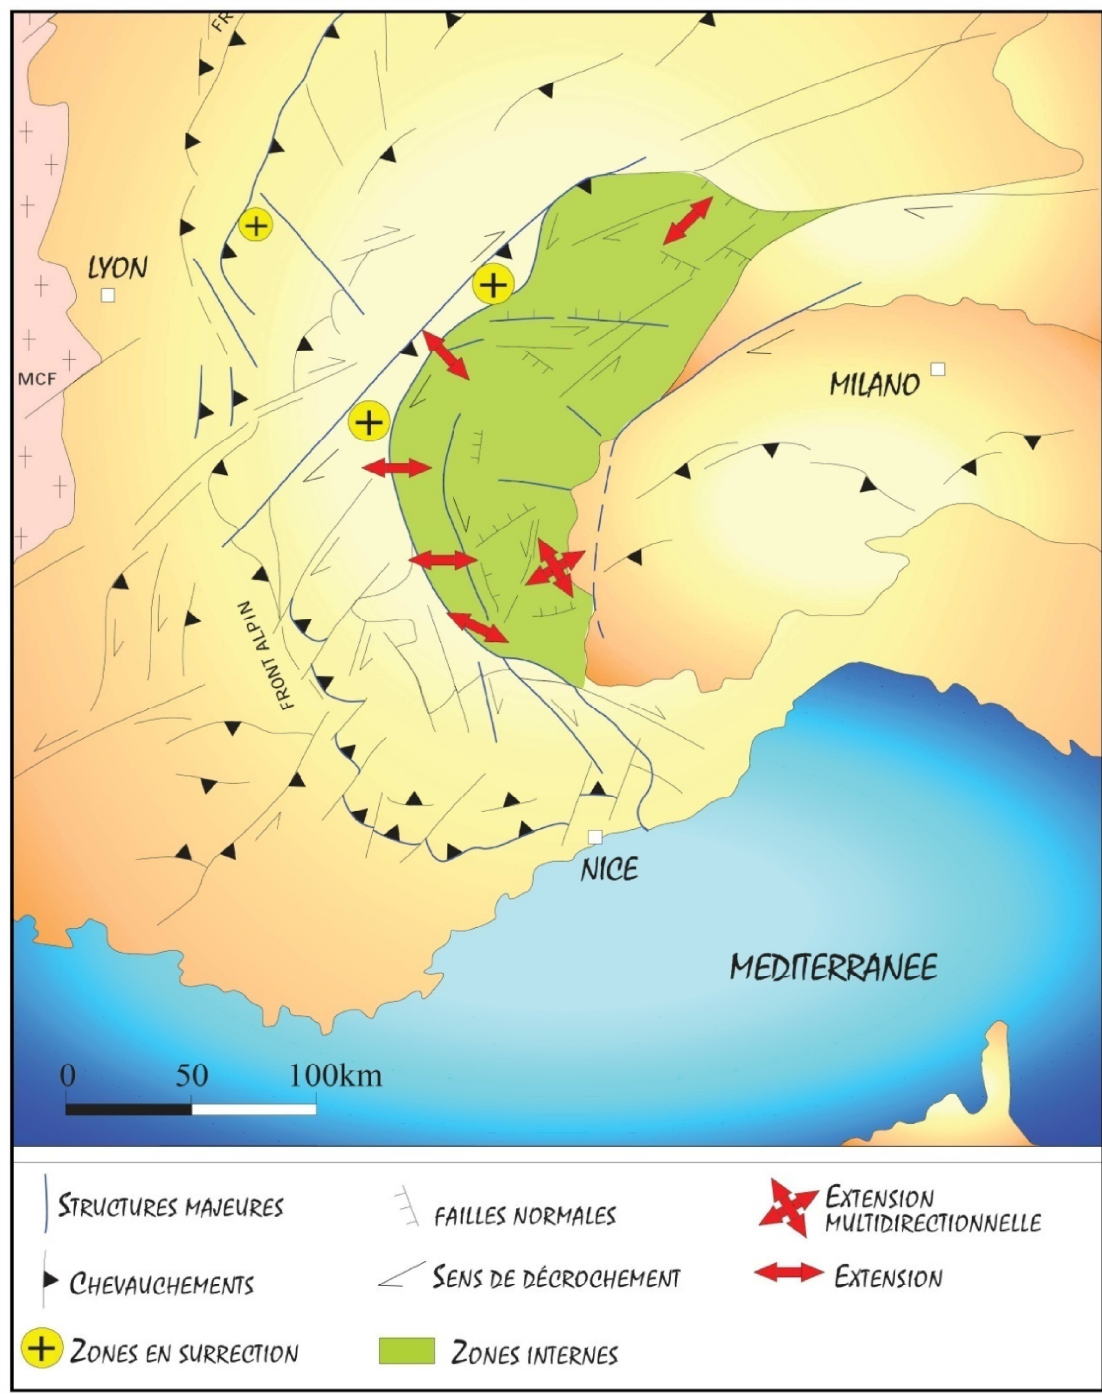 FR
LYON
MCF
MILANO
FRONT ALPIN
NICE
MEDITERRANEE
0 50 100km
STRUCTURES MAJEURES
FAILLES NORMALES
EXTENSION
MULTIDIRECTIONNELLE
CHEVAUCHEMENTS
SENS DE DÉCROCHEMENT
EXTENSION
ZONES EN SURRECTION
ZONES INTERNES